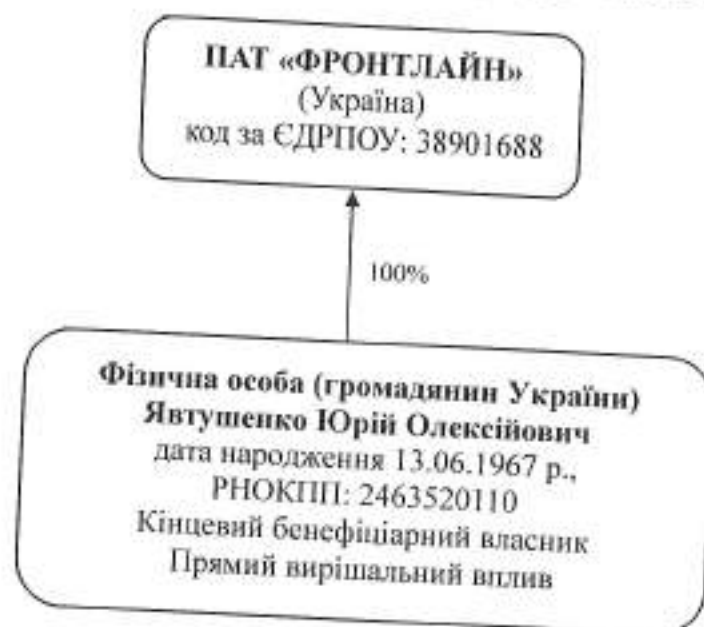 ПАТ «ФРОНТЛАЙН»
(Україна)
код за ЄДРПОУ: 38901688
100%
Фізична особа (громадянин України)
Явтушенко Юрій Олексійович
дата народження 13.06.1967 р.,
РНОКПП: 2463520110
Кінцевий бенефіціарний власник
Прямий вирішальний вплив